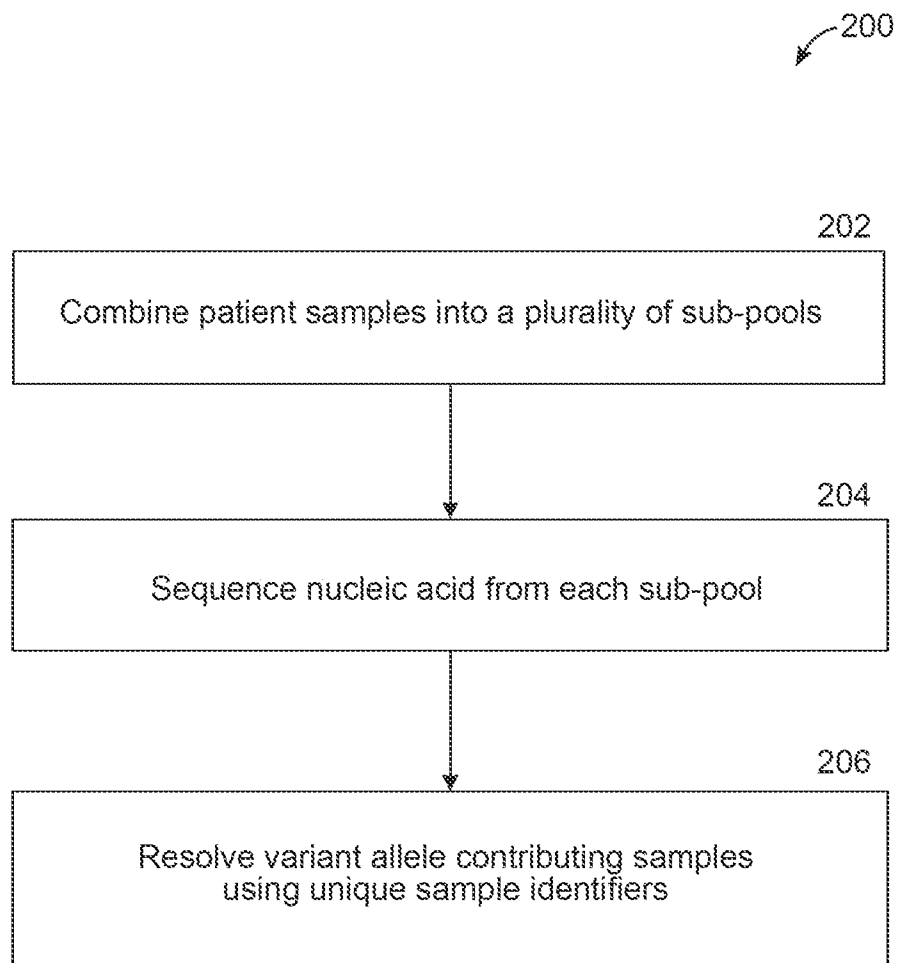 200
202
Combine patient samples into a plurality of sub-pools
204
Sequence nucleic acid from each sub-pool
206
Resolve variant allele contributing samples
using unique sample identifiers